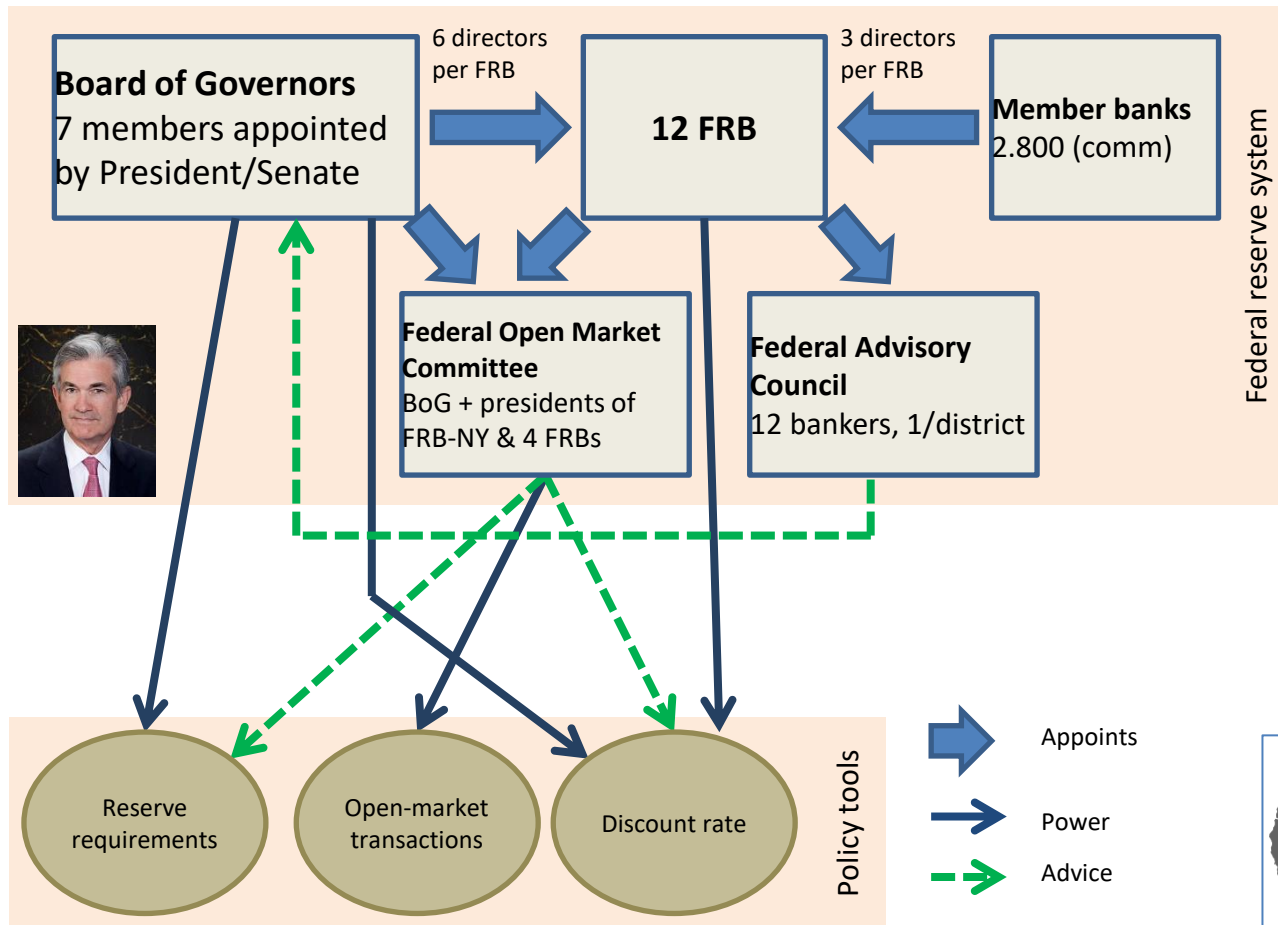 6 directors
per FRB
3 directors
per FRB
Board of Governors
7 members appointed
by President/Senate
12 FRB
Member banks
2.800 (comm)
Federal reserve system
Federal Open Market
Committee
BoG + presidents of
FRB-NY & 4 FRBs
Federal Advisory
Council
12 bankers, 1/district
Reserve
requirements
Open-market
transactions
Discount rate
Policy tools
Appoints
Power
Advice